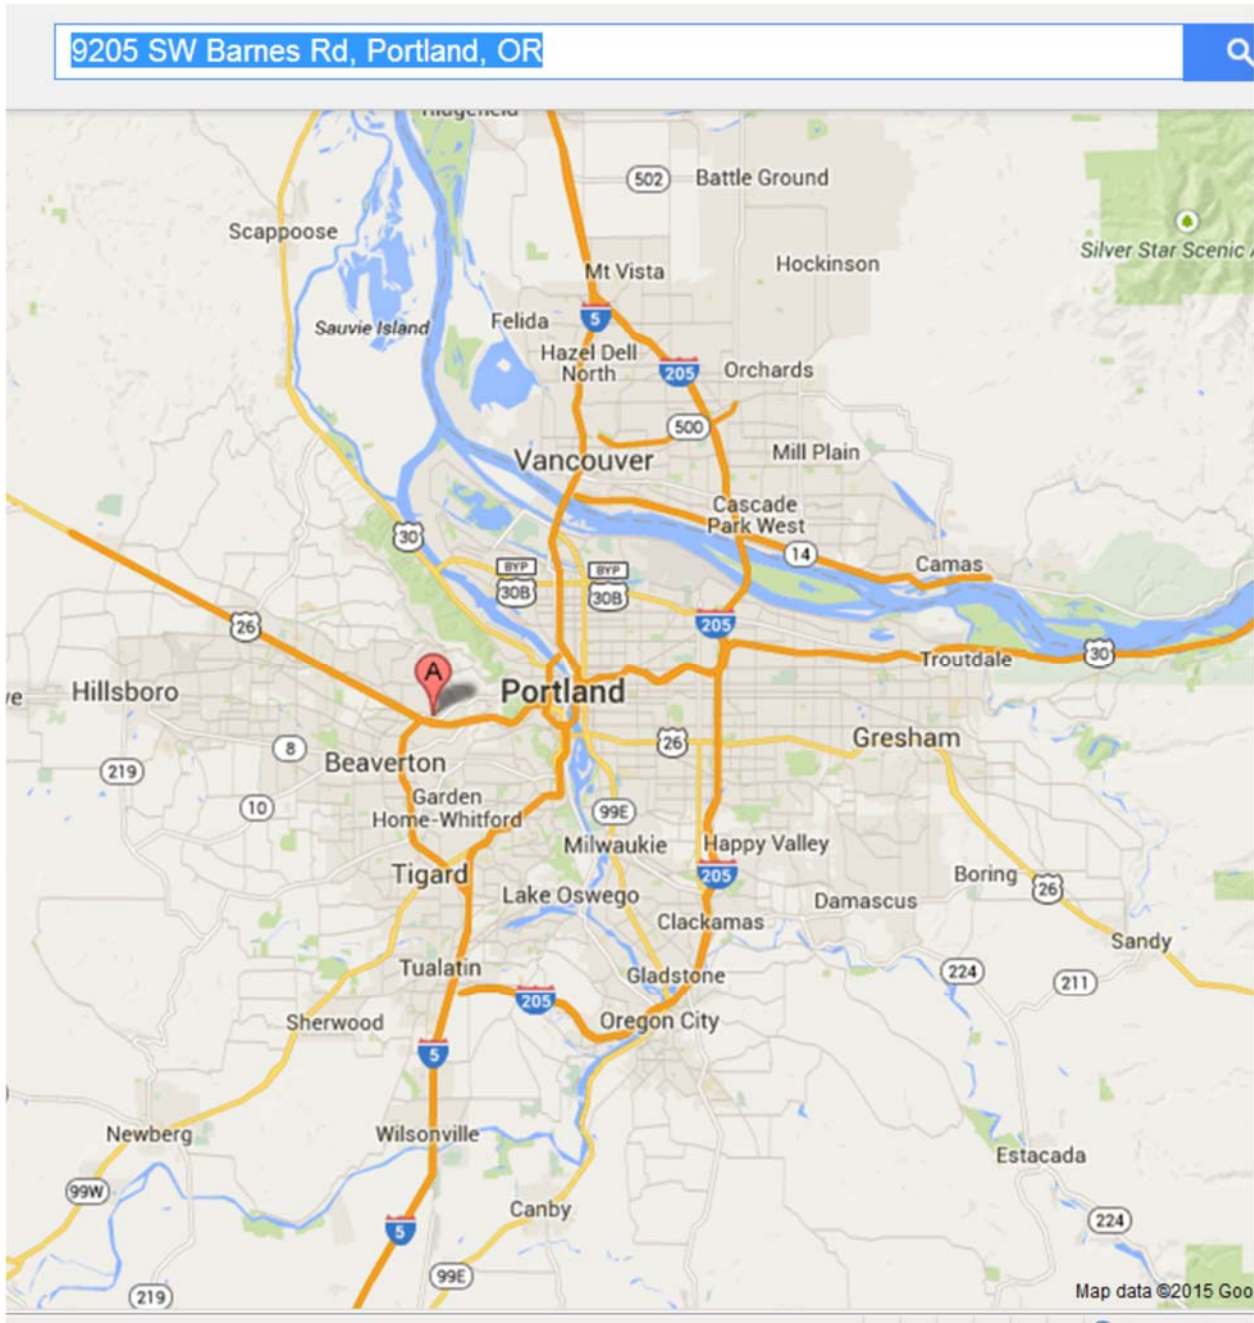 9205 SW Barnes Rd, Portland, OR
502
Battle Ground
Scappoose
Silver Star Scenic
Hockinson
Mt Vista
Sauvie Island
Felida
5
Hazel Dell
North
205
Orchards
500
Vancouver
Mill Plain
Cascade
Park West
30
14
Camas
BYP
30B
BYP
30B
26
205
Troutdale
30
A
Hillsboro
Portland
26
Gresham
8
Beaverton
219
10
Garden
Home-Whitford
99E
Milwaukie
Happy Valley
Tigard
205
Boring
26
Lake Oswego
Damascus
Clackamas
Sandy
Tualatin
Gladstone
224
211
205
Sherwood
Oregon City
5
Newberg
Wilsonville
Estacada
99W
Canby
224
5
99E
219
Map data ©2015 Goo